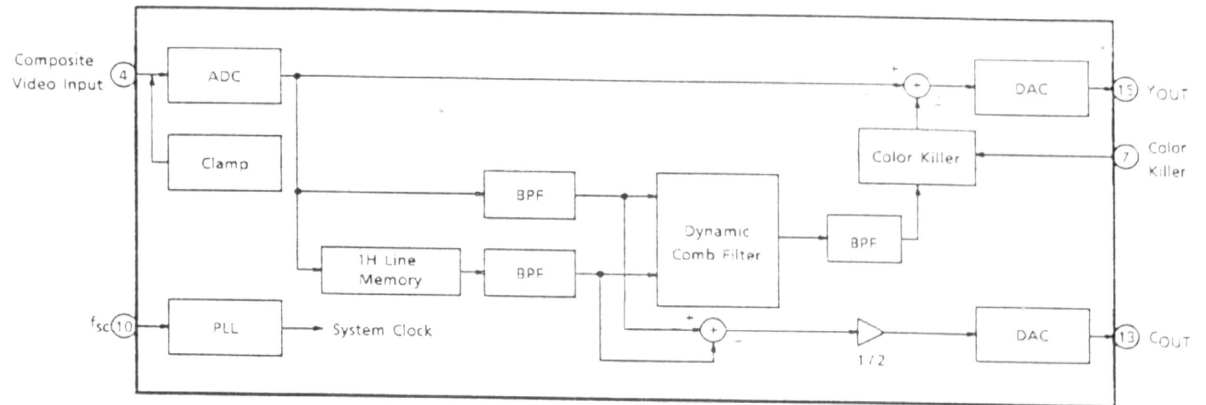 Composite
Video Input
4
ADC
Clamp
+
+
−
DAC
15
YOUT
Color Killer
7
Color
Killer
BPF
Dynamic
Comb Filter
BPF
1H Line
Memory
BPF
fsc
10
PLL
System Clock
+
+
−
1/2
DAC
13
COUT